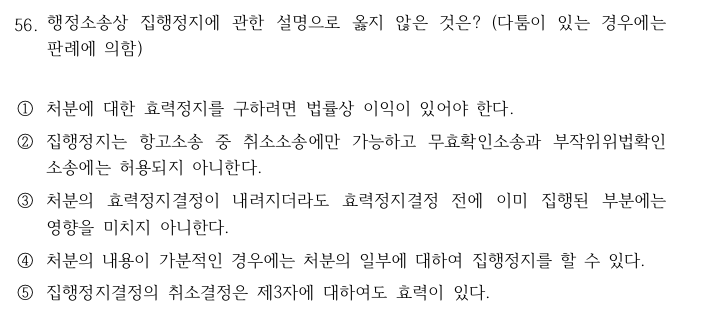 56. 행정소송상 집행정지에 관한 설명으로 옳지 않은 것은? (다툼이 있는 경우에는
판례에 의함)
① 처분에 대한 효력정지를 구하려면 법률상 이익이 있어야 한다.
② 집행정지는 항고소송 중 취소소송에만 가능하고 무효확인소송과 부작위위법확인
소송에는 허용되지 아니한다.
③ 처분의 효력정지결정이 내려지더라도 효력정지결정 전에 이미 집행된 부분에는
영향을 미치지 아니한다.
④ 처분의 내용이 가분적인 경우에는 처분의 일부에 대하여 집행정지를 할 수 있다.
⑤ 집행정지결정의 취소결정은 제3자에 대하여도 효력이 있다.